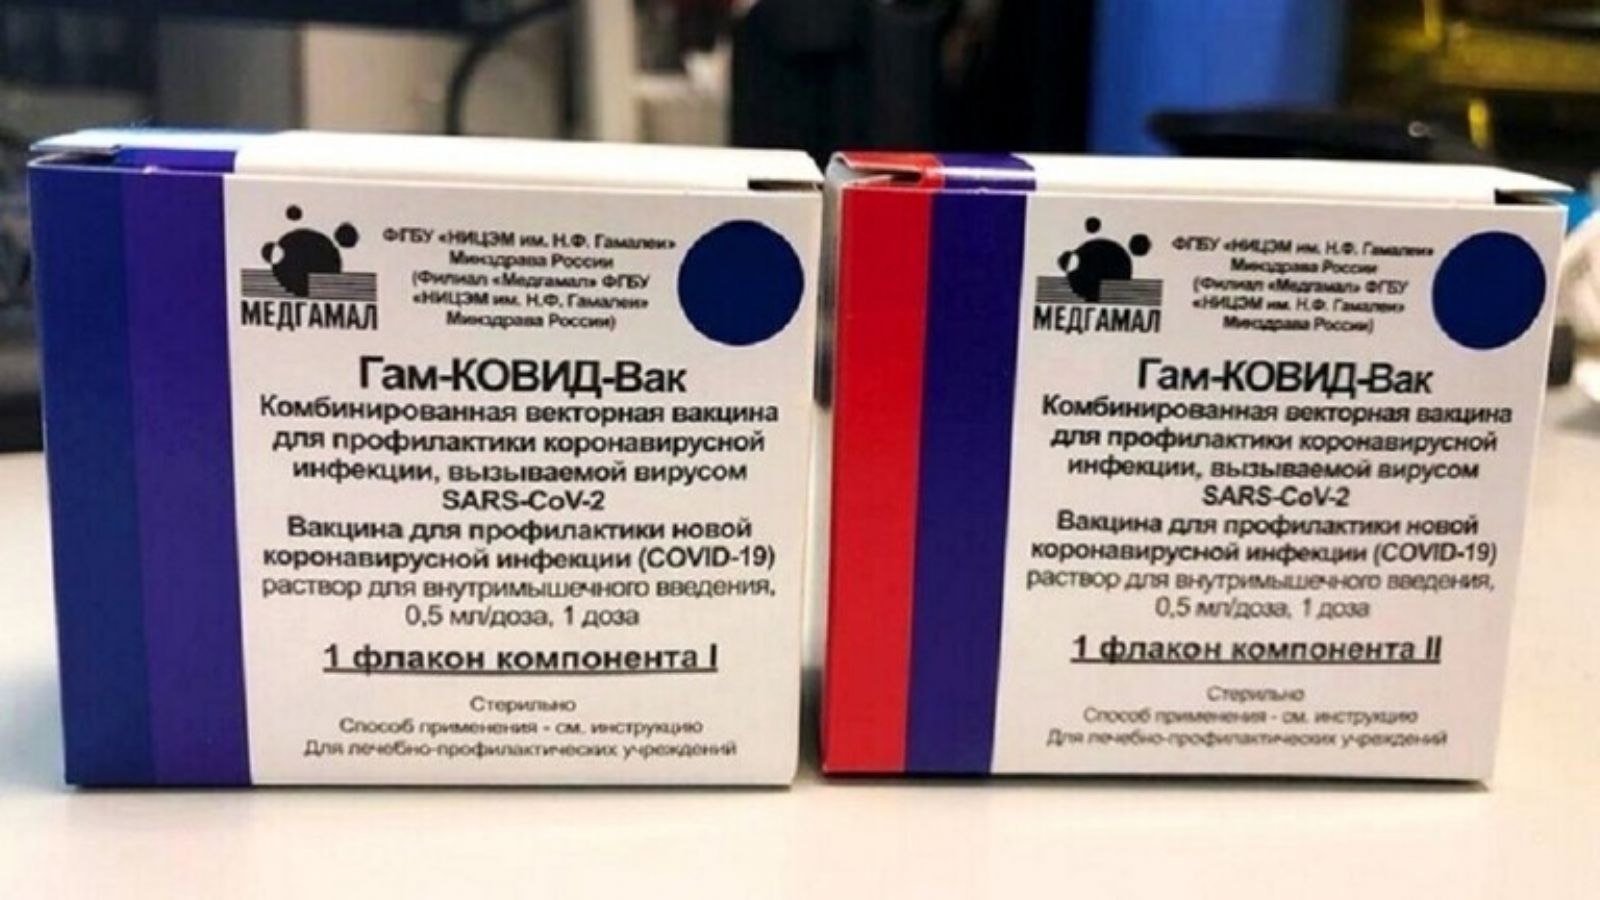 МЕДГАМАЛ
ФГБУ «НИЦЭМ им. Н.Ф. Гамалеи»
Минздрава России
(Филиал «Медгамал» ФГБУ
«НИЦЭМ им. Н.Ф. Гамалеи»
Минздрава России)
Гам-КОВИД-Вак
Комбинированная векторная вакцина
для профилактики коронавирусной
инфекции, вызываемой вирусом
SARS-CoV-2
Вакцина для профилактики новой
коронавирусной инфекции (COVID-19)
раствор для внутримышечного введения,
0,5 мл/доза, 1 доза
1 флакон компонента I
Стерильно
Способ применения - см. инструкцию
Для лечебно-профилактических учреждений
МЕДГАМАЛ
ФГБУ «НИЦЭМ им. Н.Ф. Гамалеи»
Минздрава России
(Филиал «Медгамал» ФГБУ
«НИЦЭМ им. Н.Ф. Гамалеи»
Минздрава России)
Гам-КОВИД-Вак
Комбинированная векторная вакцина
для профилактики коронавирусной
инфекции, вызываемой вирусом
SARS-CoV-2
Вакцина для профилактики новой
коронавирусной инфекции (COVID-19)
раствор для внутримышечного введения,
0,5 мл/доза, 1 доза
1 флакон компонента II
Стерильно
Способ применения - см. инструкцию
Для лечебно-профилактических учреждений